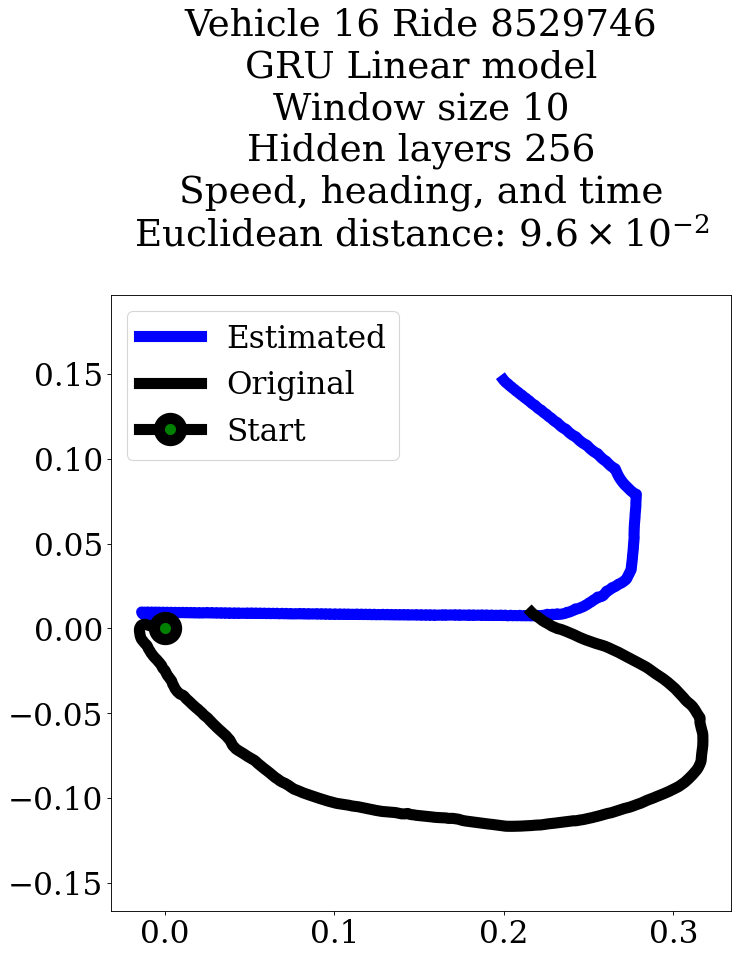 Vehicle 16 Ride 8529746
GRU Linear model
Window size 10
Hidden layers 256
Speed, heading, and time
Euclidean distance: 9.6 × 10⁻²
Estimated
Original
Start
0.15
0.10
0.05
0.00
−0.05
−0.10
−0.15
0.0 0.1 0.2 0.3